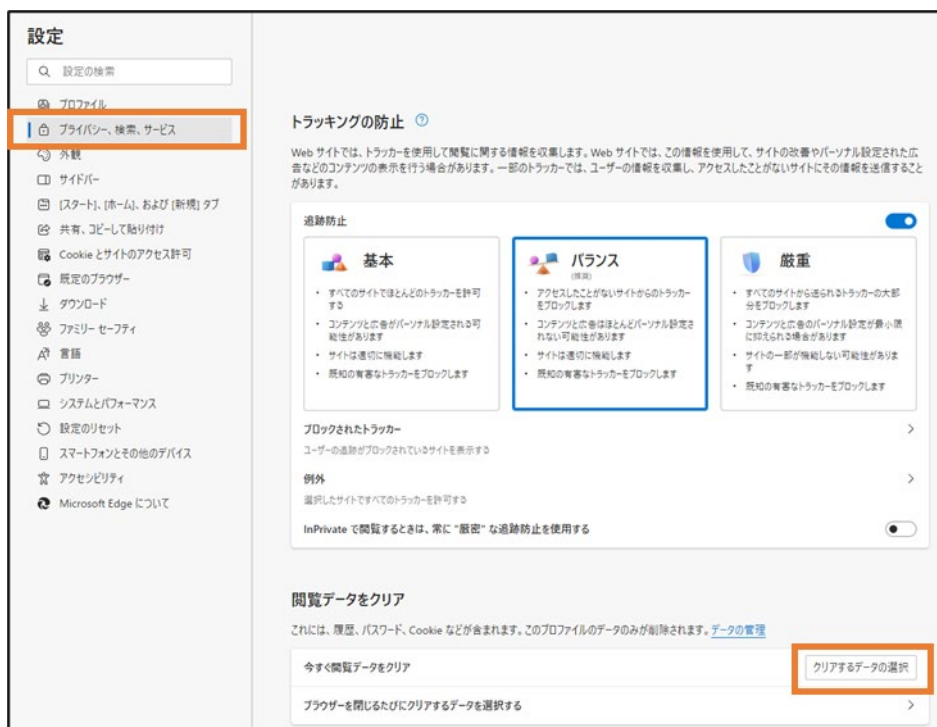 設定
設定の検索
プロファイル
プライバシー、検索、サービス
外観
サイドバー
[スタート]、[ホーム]、および [新規] タブ
共有、コピーして貼り付け
Cookie とサイトのアクセス許可
既定のブラウザー
ダウンロード
ファミリー セーフティ
言語
プリンター
システムとパフォーマンス
設定のリセット
スマートフォンとその他のデバイス
アクセシビリティ
Microsoft Edge について
トラッキングの防止
Web サイトでは、トラッカーを使用して閲覧に関する情報を収集します。Web サイトでは、この情報を使用して、サイトの改善やパーソナル設定された広
告などのコンテンツの表示を行う場合があります。一部のトラッカーでは、ユーザーの情報を収集し、アクセスしたことがないサイトにその情報を送信すること
があります。
追跡防止
基本
・ すべてのサイトでほとんどのトラッカーを許可
する
・ コンテンツと広告がパーソナル設定される可
能性があります
・ サイトは適切に機能します
・ 既知の有害なトラッカーをブロックします
バランス
(推奨)
・ アクセスしたことがないサイトからのトラッカー
をブロックします
・ コンテンツと広告はほとんどパーソナル設定さ
れない可能性があります
・ サイトは適切に機能します
・ 既知の有害なトラッカーをブロックします
厳重
・ すべてのサイトから送られるトラッカーの大部
分をブロックします
・ コンテンツと広告のパーソナル設定が最小限
に抑えられる場合があります
・ サイトの一部が機能しない可能性がありま
す
・ 既知の有害なトラッカーをブロックします
ブロックされたトラッカー
ユーザーの追跡がブロックされているサイトを表示する
例外
選択したサイトですべてのトラッカーを許可する
InPrivate で閲覧するときは、常に "厳密" な追跡防止を使用する
閲覧データをクリア
これには、履歴、パスワード、Cookie などが含まれます。このプロファイルのデータのみが削除されます。データの管理
今すぐ閲覧データをクリア
クリアするデータの選択
ブラウザーを閉じるたびにクリアするデータを選択する